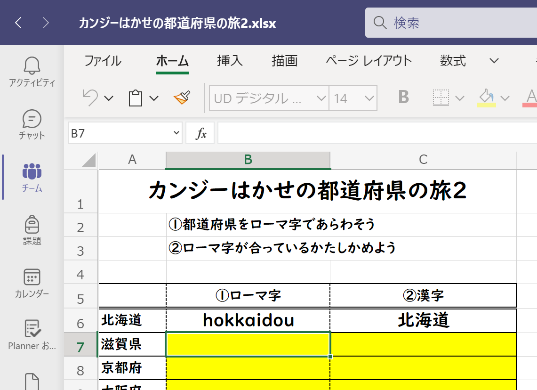 カンジーはかせの都道府県の旅2.xlsx
検索
アクティビティ
チャット
チーム
課題
カレンダー
Planner お...
ファイル ホーム 挿入 描画 ページ レイアウト 数式
UD デジタル ... 14 B A
B7 fx
A B C
1 カンジーはかせの都道府県の旅2
2 ①都道府県をローマ字であらわそう
3 ②ローマ字が合っているかたしかめよう
4
5 ①ローマ字 ②漢字
6 北海道 hokkaidou 北海道
7 滋賀県
8 京都府